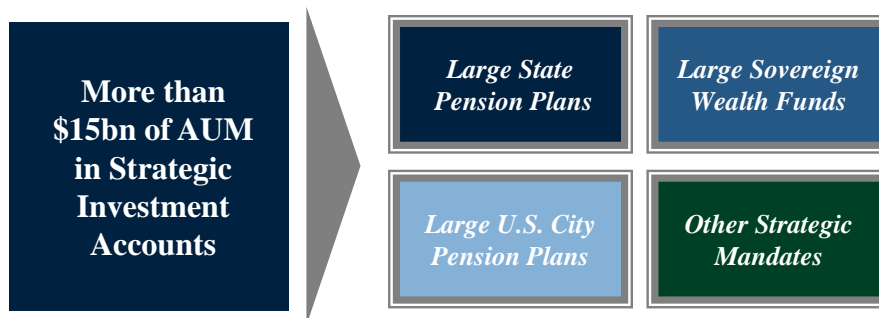 More than
$15bn of AUM
in Strategic
Investment
Accounts
Large State
Pension Plans
Large Sovereign
Wealth Funds
Large U.S. City
Pension Plans
Other Strategic
Mandates